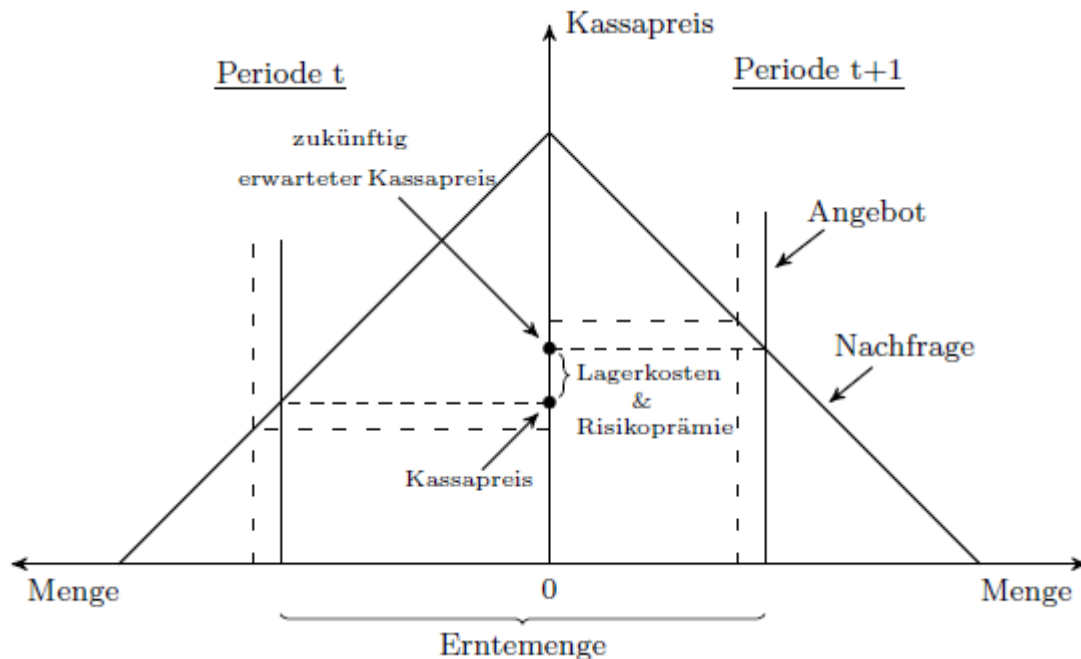 Kassapreis
Periode t
Periode t+1
zukünftig
erwarteter Kassapreis
Angebot
Nachfrage
Lagerkosten
&
Risikoprämie
Kassapreis
Menge
0
Menge
Erntemenge